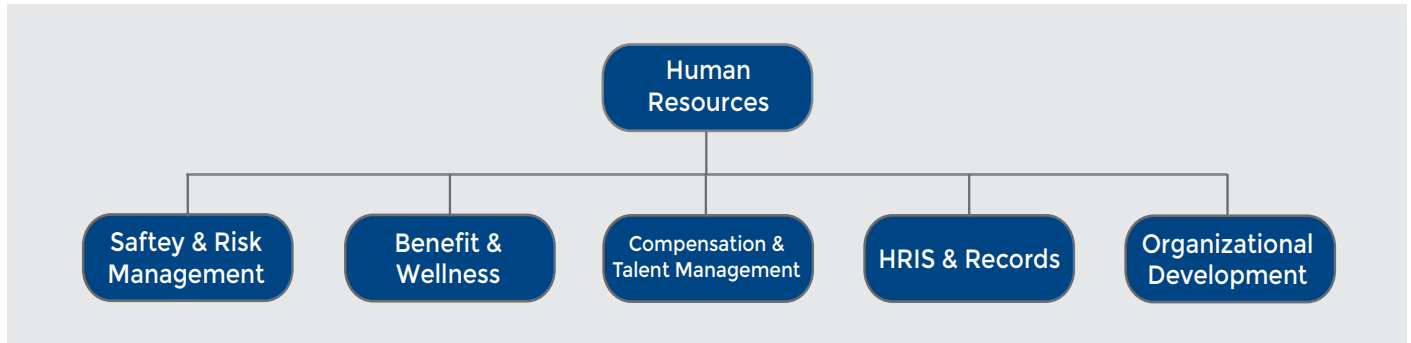 Human
Resources
Saftey & Risk
Management
Benefit &
Wellness
Compensation &
Talent Management
HRIS & Records
Organizational
Development